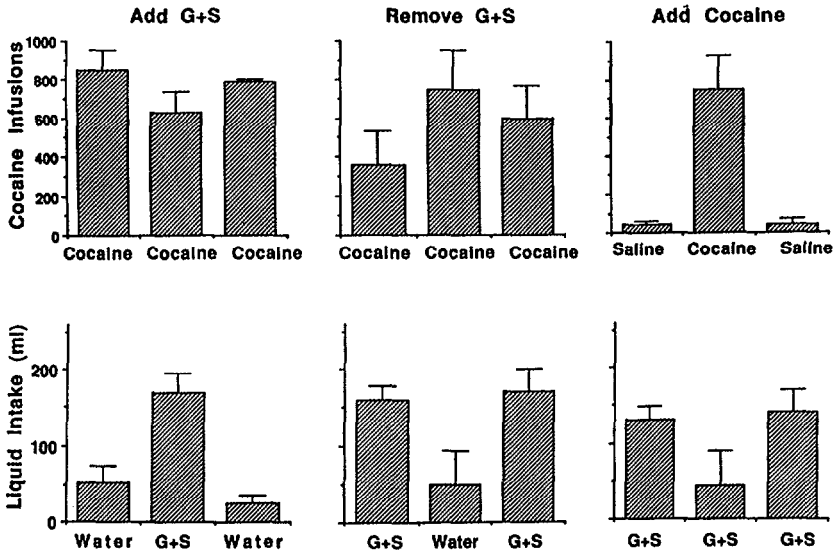 Add G+S Remove G+S Add Cocaine
Cocaine Infusions
1000
800
600
400
200
0
Cocaine Cocaine Cocaine
Cocaine Cocaine Cocaine
Saline Cocaine Saline
Liquid Intake (ml)
200
100
0
Water G+S Water
G+S Water G+S
G+S G+S G+S